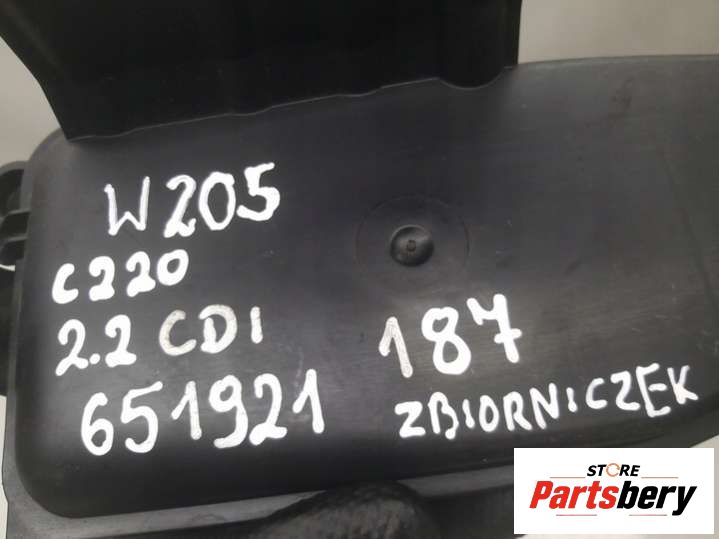 W205
C220
2.2 CDI
651921
187
ZBIORNICZEK
STORE
Partsbery